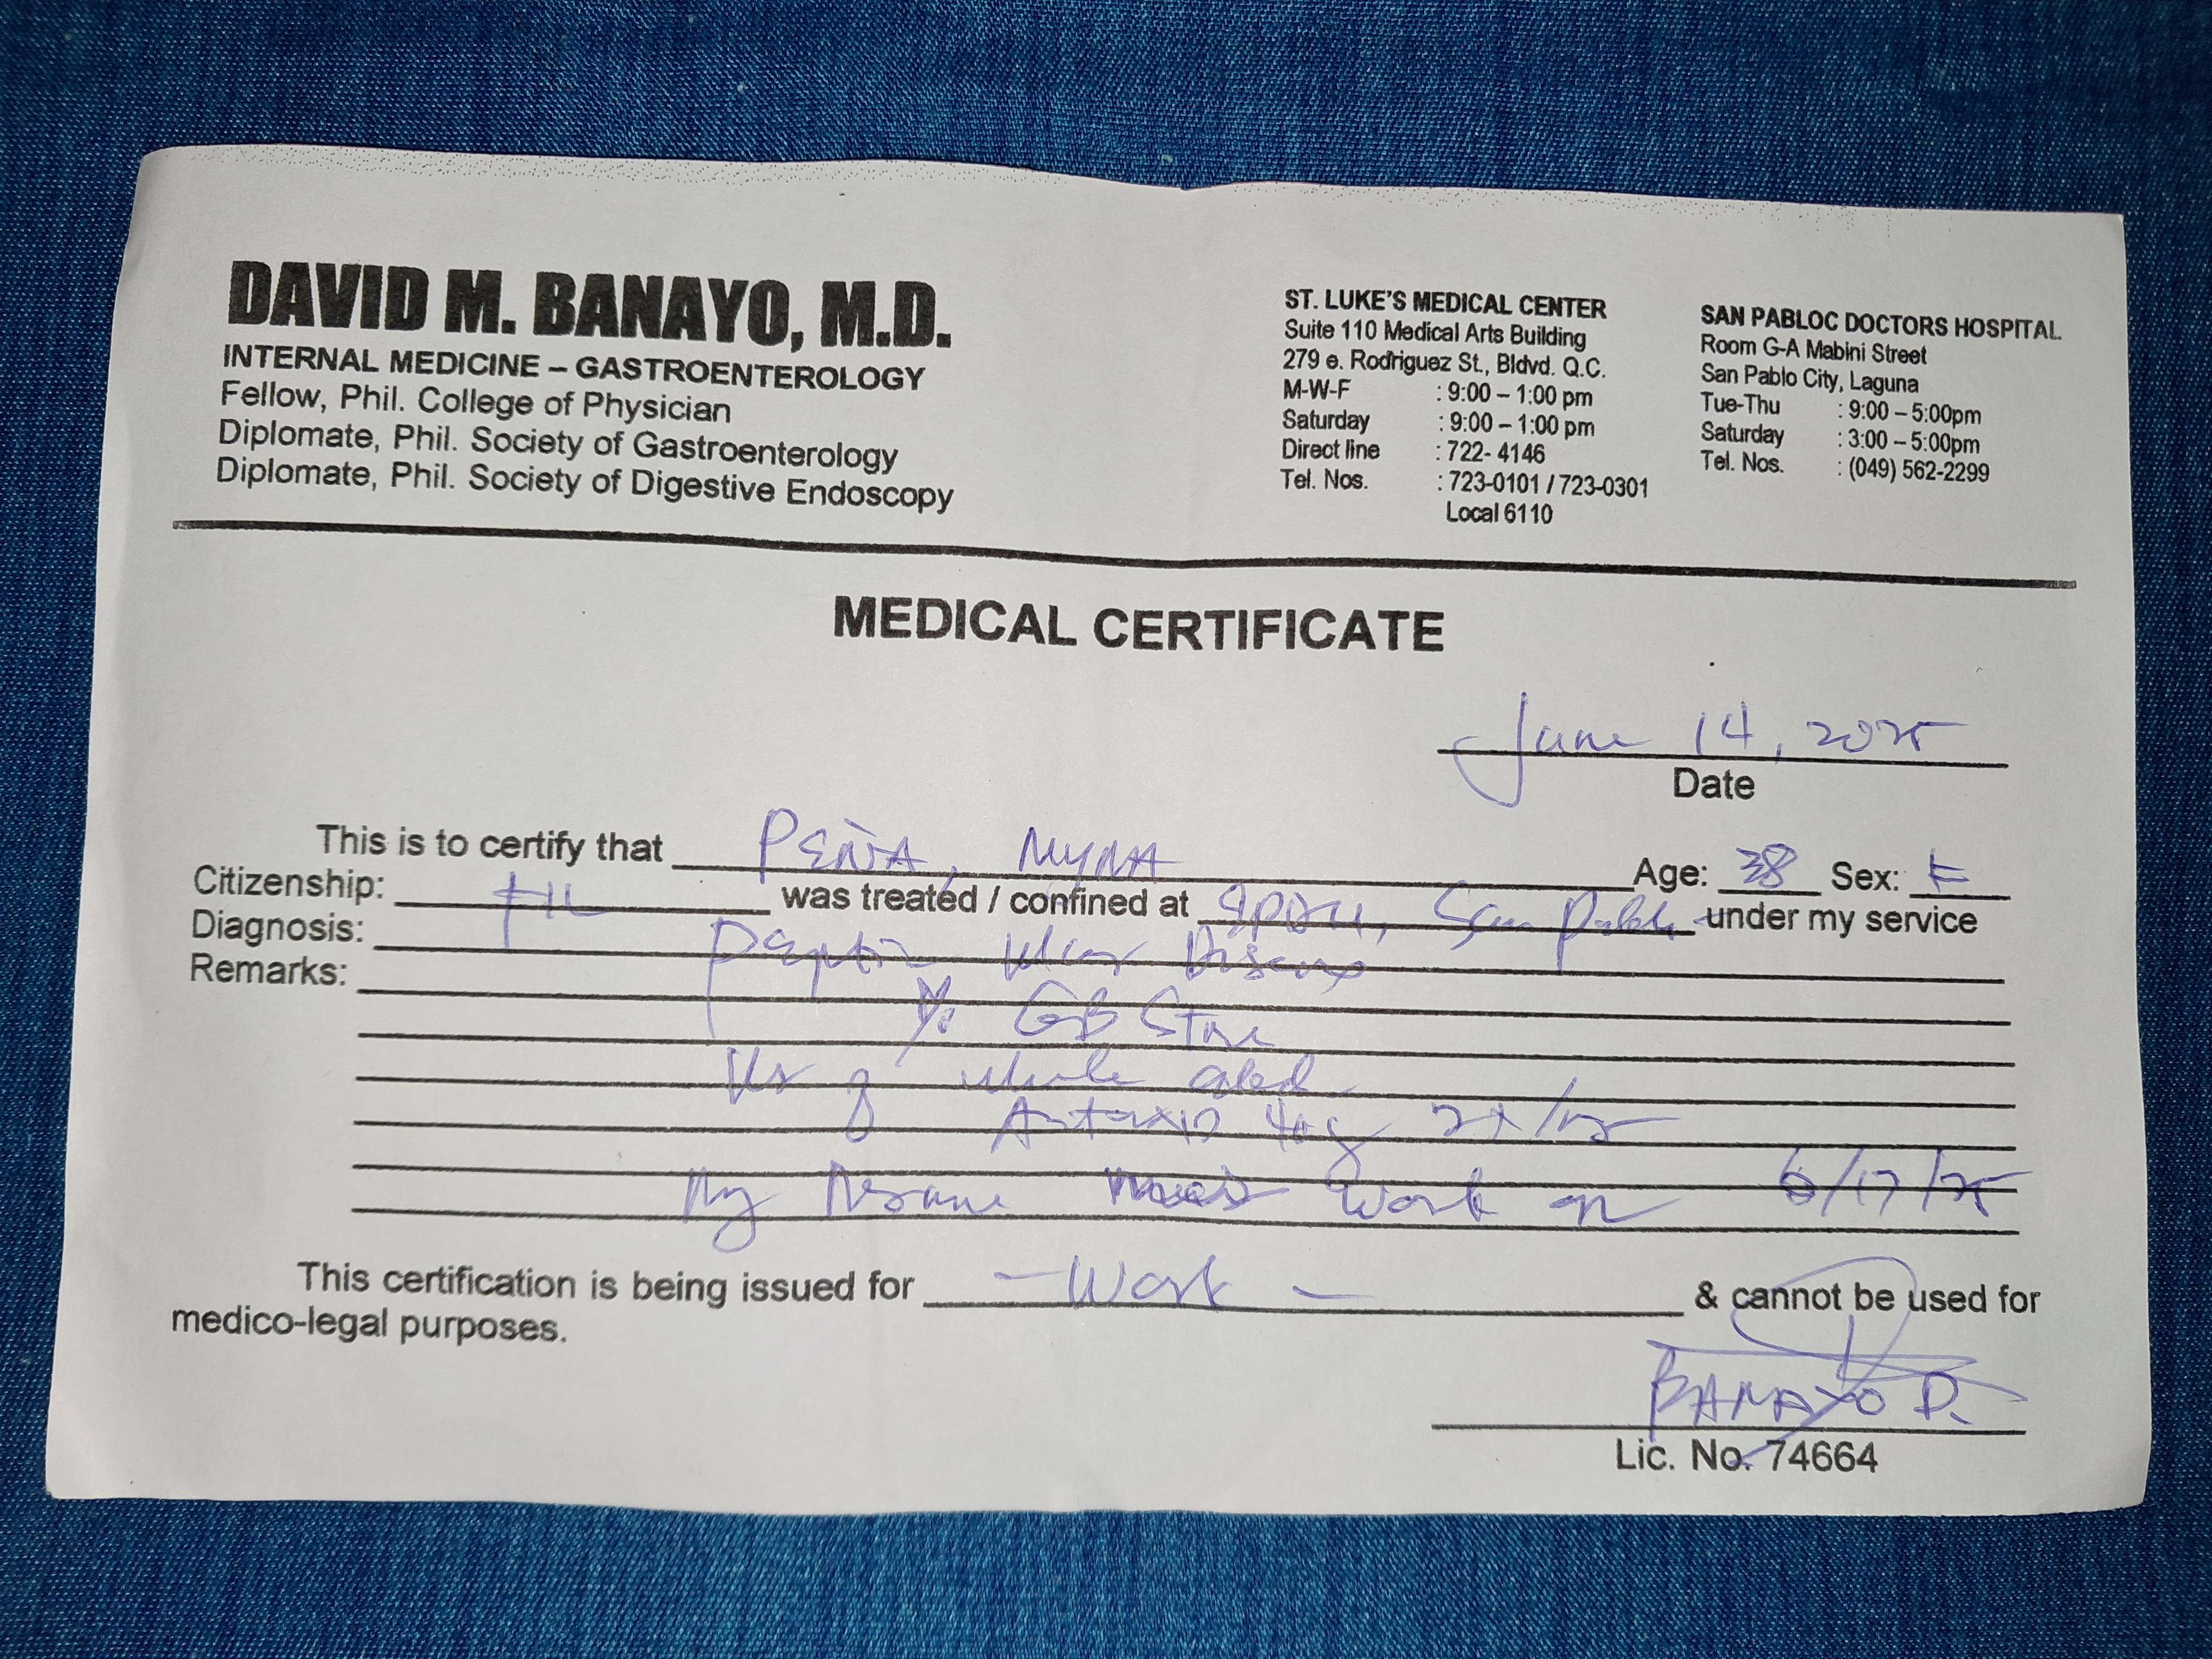 DAVID M. BANAYO, M.D.
INTERNAL MEDICINE – GASTROENTEROLOGY
Fellow, Phil. College of Physician
Diplomate, Phil. Society of Gastroenterology
Diplomate, Phil. Society of Digestive Endoscopy
ST. LUKE'S MEDICAL CENTER
Suite 110 Medical Arts Building
279 e. Rodriguez St., Bldvd. Q.C.
M-W-F : 9:00 – 1:00 pm
Saturday : 9:00 – 1:00 pm
Direct line : 722- 4146
Tel. Nos. : 723-0101 / 723-0301
Local 6110
SAN PABLOC DOCTORS HOSPITAL
Room G-A Mabini Street
San Pablo City, Laguna
Tue-Thu : 9:00 – 5:00pm
Saturday : 3:00 – 5:00pm
Tel. Nos. : (049) 562-2299
MEDICAL CERTIFICATE
June 14, 2025
Date
This is to certify that PEÑA, MYNA Age: 38 Sex: F
Citizenship: FIL was treated / confined at SPDH, San Pablo under my service
Diagnosis: Peptic Ulcer Disease
Remarks:
GB Stone
whole abd
2x
May Resume work on 6/17/25
This certification is being issued for – Work – & cannot be used for
medico-legal purposes.
BANAYO D.
Lic. No. 74664